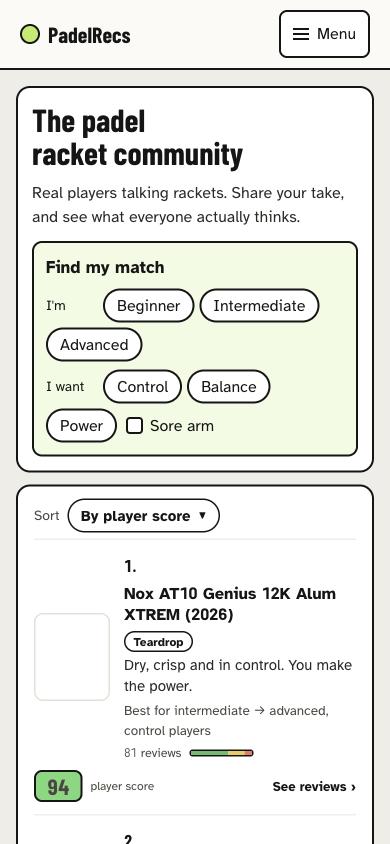 PadelRecs
Menu
The padel
racket community
Real players talking rackets. Share your take,
and see what everyone actually thinks.
Find my match
I'm Beginner Intermediate
Advanced
I want Control Balance
Power Sore arm
Sort By player score ▼
1.
Nox AT10 Genius 12K Alum
XTREM (2026)
Teardrop
Dry, crisp and in control. You make
the power.
Best for intermediate → advanced,
control players
81 reviews
94 player score See reviews ›
2.